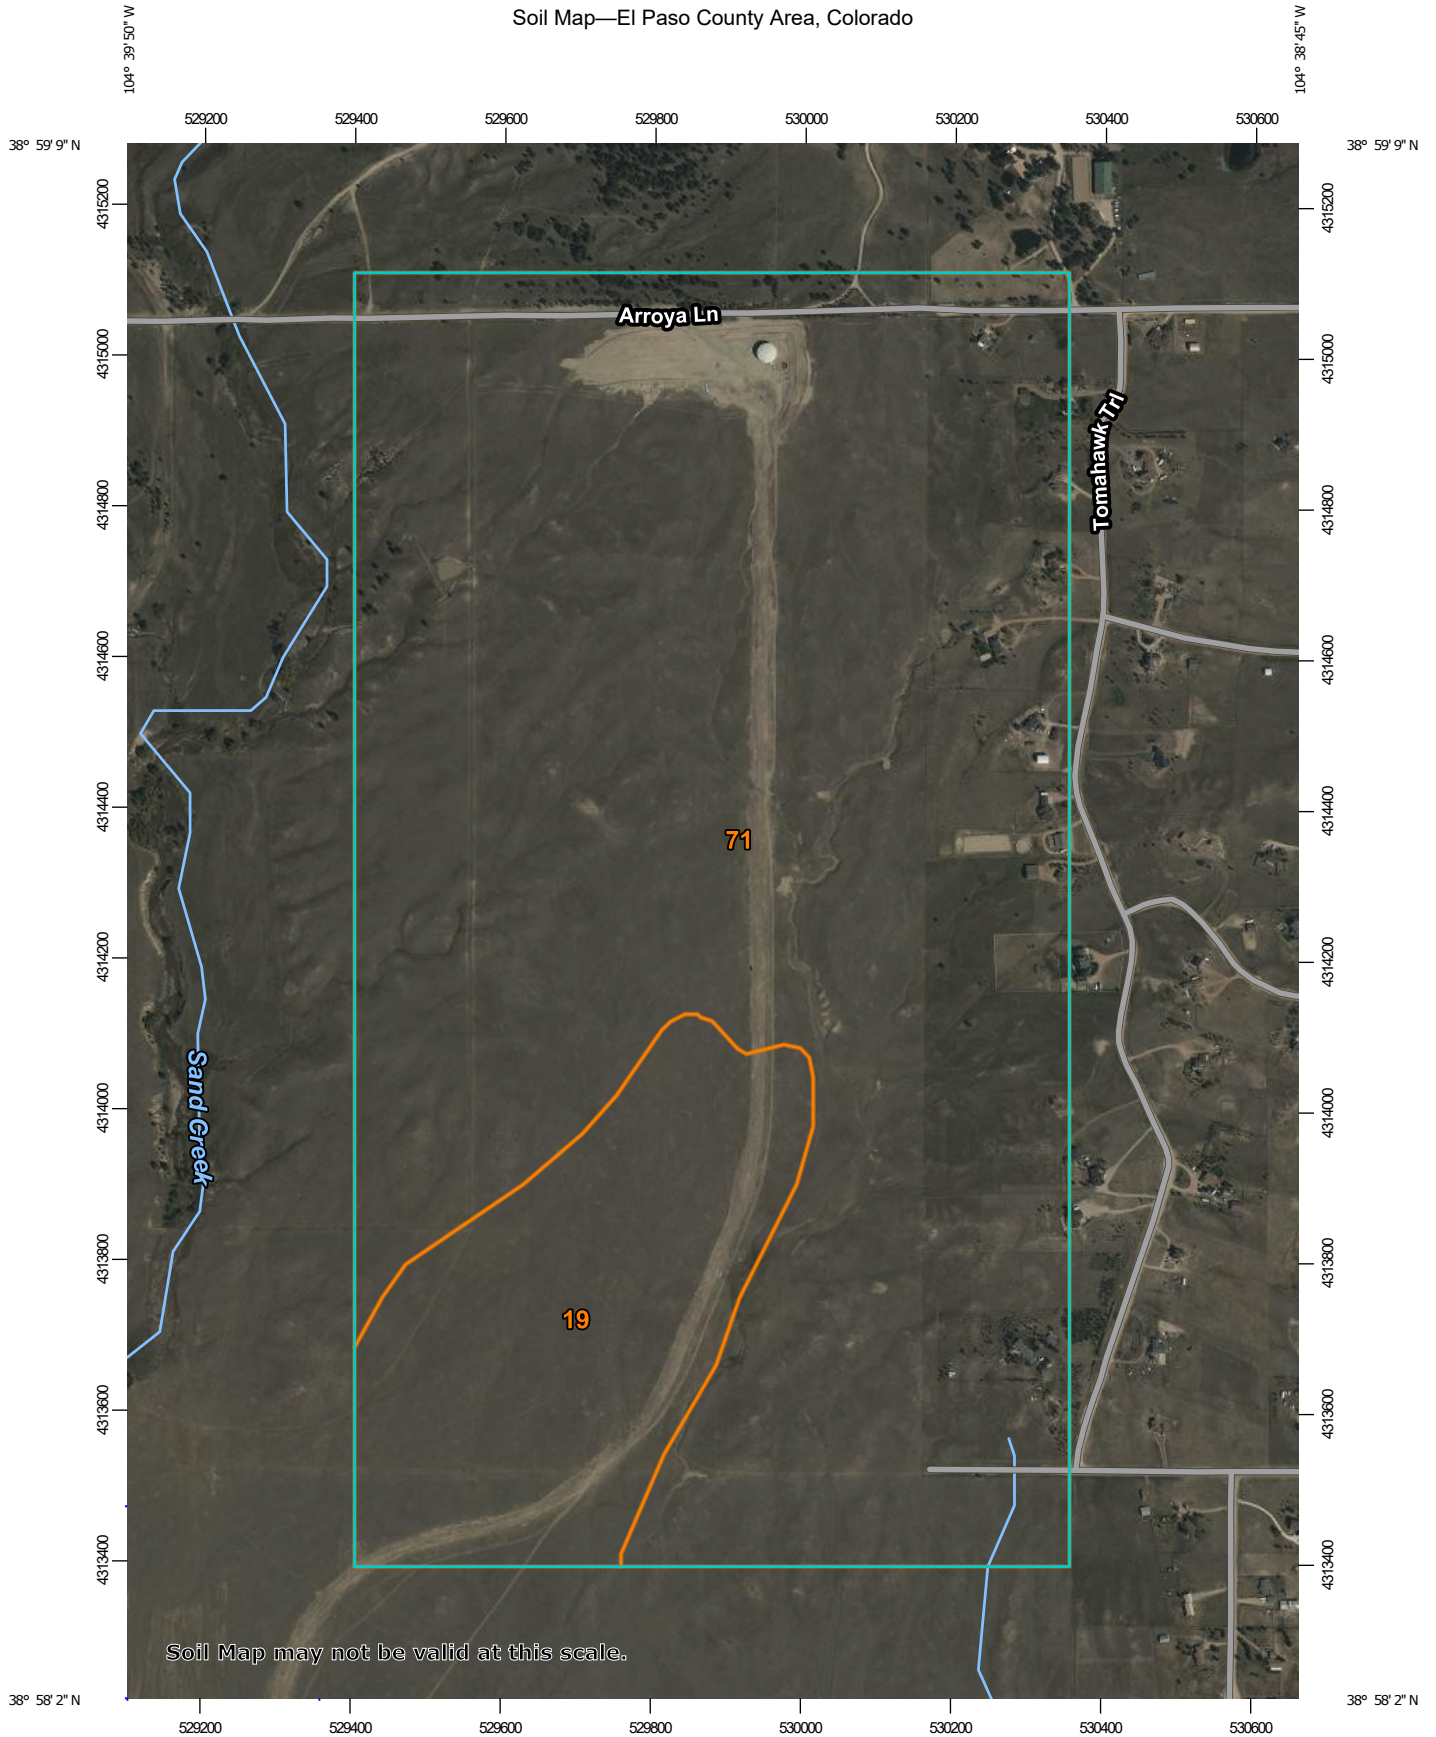 Soil Map—El Paso County Area, Colorado
104° 39' 50" W
104° 38' 45" W
529200 529400 529600 529800 530000 530200 530400 530600
38° 59' 9" N
38° 59' 9" N
4315200
4315200
Arroya Ln
4315000
4315000
Tomahawk Trl
4314800
4314800
4314600
4314600
4314400
4314400
71
4314200
4314200
4314000
4314000
Sand Creek
4313800
4313800
19
4313600
4313600
4313400
4313400
Soil Map may not be valid at this scale.
38° 58' 2" N
38° 58' 2" N
529200 529400 529600 529800 530000 530200 530400 530600